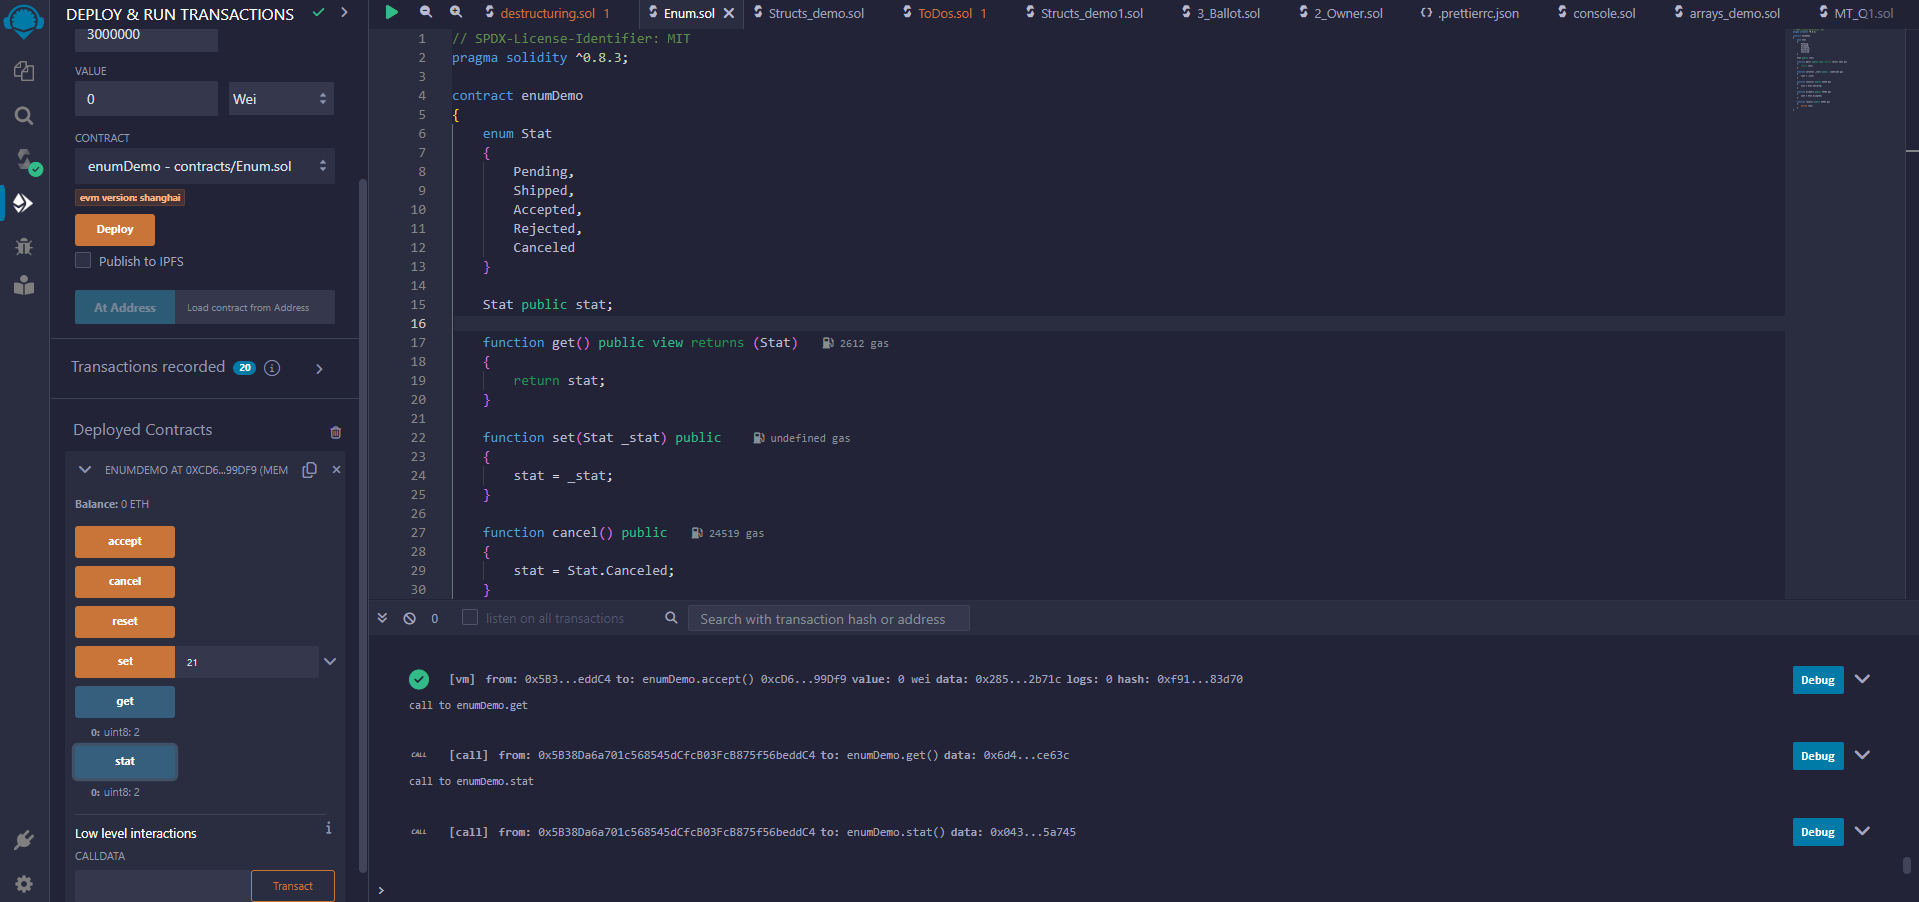 DEPLOY & RUN TRANSACTIONS
3000000
VALUE
0
Wei
CONTRACT
enumDemo - contracts/Enum.sol
evm version: shanghai
Deploy
Publish to IPFS
At Address
Load contract from Address
Transactions recorded 20
Deployed Contracts
ENUMDEMO AT 0XCD6...99DF9 (MEM
Balance: 0 ETH
accept
cancel
reset
set
21
get
0: uint8: 2
stat
0: uint8: 2
Low level interactions
CALLDATA
Transact
destructuring.sol 1
Enum.sol
Structs_demo.sol
ToDos.sol 1
Structs_demo1.sol
3_Ballot.sol
2_Owner.sol
.prettierrc.json
console.sol
arrays_demo.sol
MT_Q1.sol
1 // SPDX-License-Identifier: MIT
2 pragma solidity ^0.8.3;
3
4 contract enumDemo
5 {
6 enum Stat
7 {
8 Pending,
9 Shipped,
10 Accepted,
11 Rejected,
12 Canceled
13 }
14
15 Stat public stat;
16
17 function get() public view returns (Stat) 2612 gas
18 {
19 return stat;
20 }
21
22 function set(Stat _stat) public undefined gas
23 {
24 stat = _stat;
25 }
26
27 function cancel() public 24519 gas
28 {
29 stat = Stat.Canceled;
30 }
0
listen on all transactions
Search with transaction hash or address
[vm] from: 0x5B3...eddC4 to: enumDemo.accept() 0xcD6...99Df9 value: 0 wei data: 0x285...2b71c logs: 0 hash: 0xf91...83d70
Debug
call to enumDemo.get
CALL [call] from: 0x5B38Da6a701c568545dCfcB03FcB875f56beddC4 to: enumDemo.get() data: 0x6d4...ce63c
Debug
call to enumDemo.stat
CALL [call] from: 0x5B38Da6a701c568545dCfcB03FcB875f56beddC4 to: enumDemo.stat() data: 0x043...5a745
Debug
>